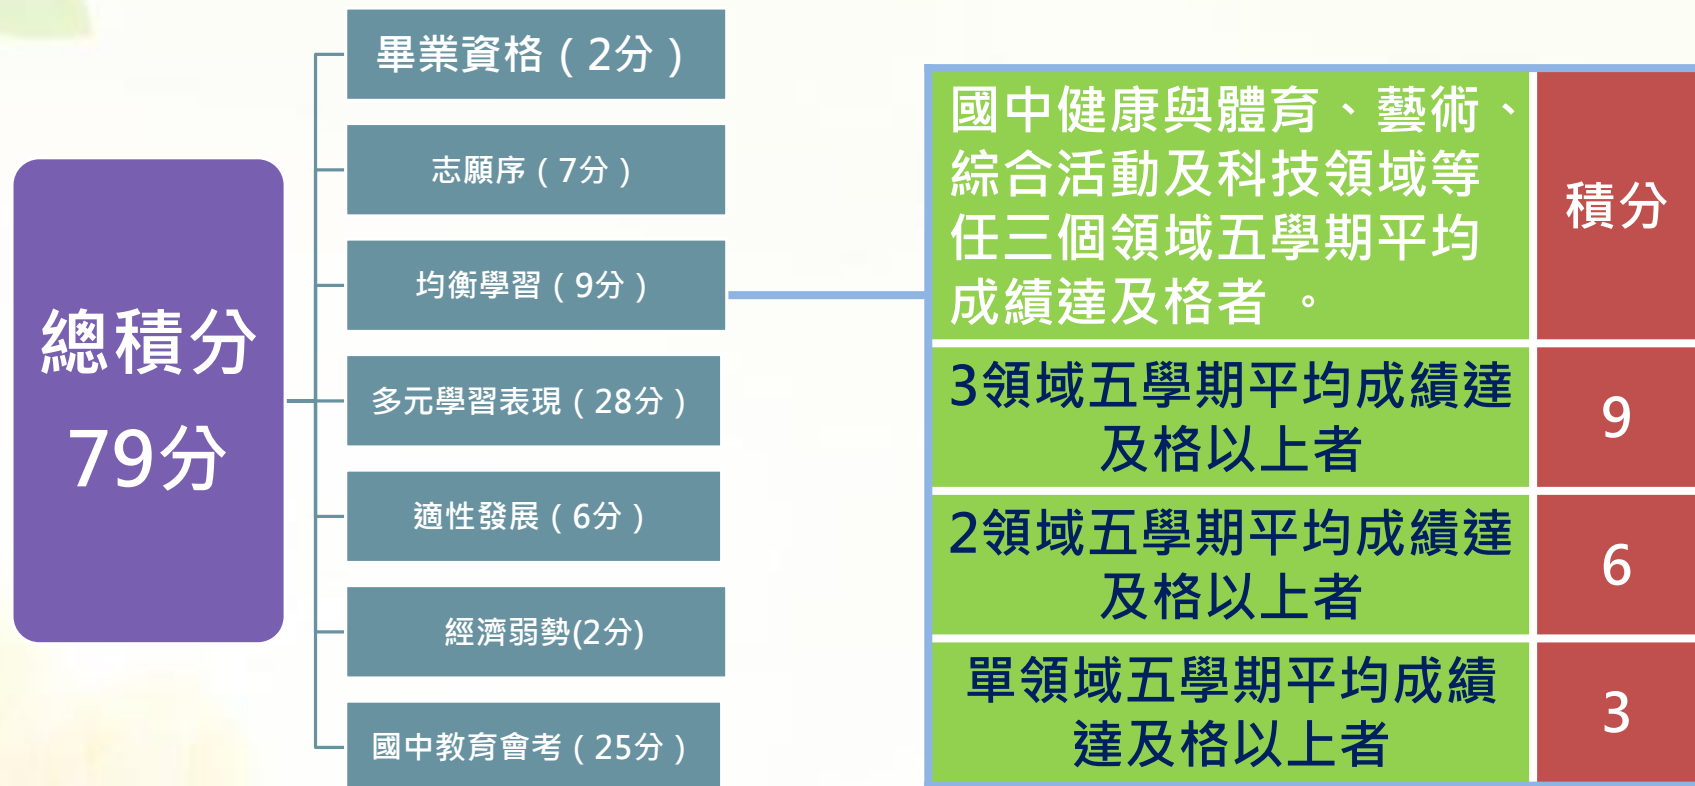 總積分
79分
畢業資格（2分）
志願序（7分）
均衡學習（9分）
多元學習表現（28分）
適性發展（6分）
經濟弱勢(2分)
國中教育會考（25分）
國中健康與體育、藝術、
綜合活動及科技領域等
任三個領域五學期平均
成績達及格者 。
積分
3領域五學期平均成績達
及格以上者
9
2領域五學期平均成績達
及格以上者
6
單領域五學期平均成績
達及格以上者
3